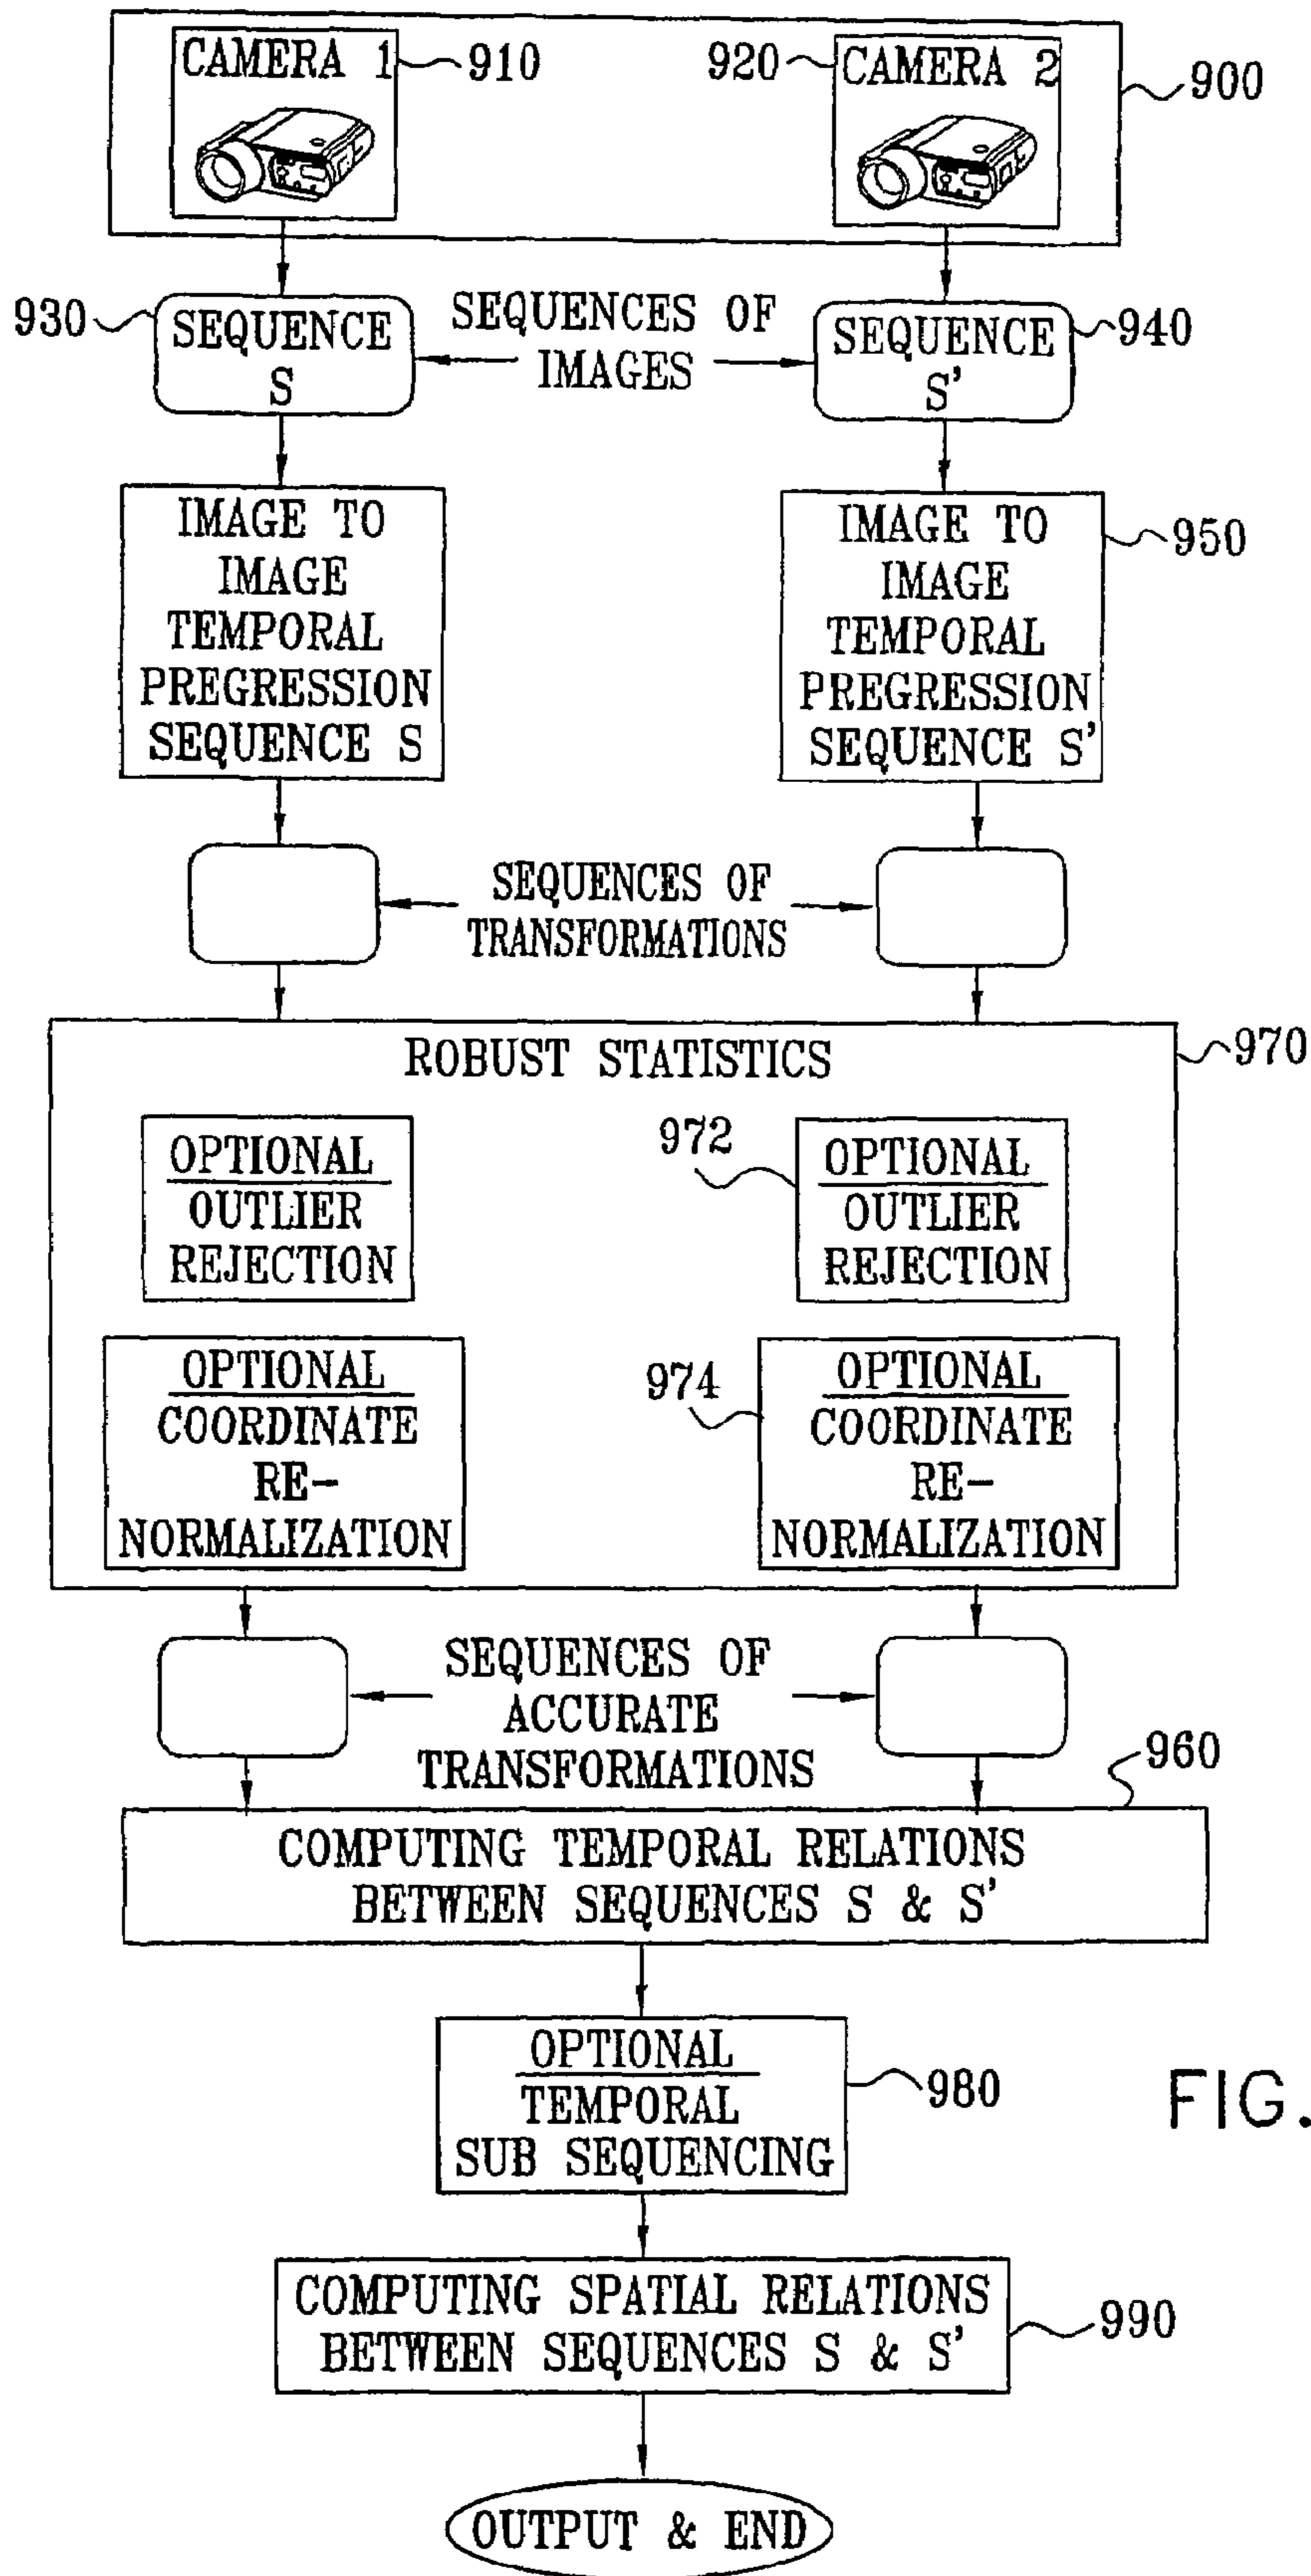 CAMERA 1
910
920
CAMERA 2
900
930
SEQUENCE
S
SEQUENCES OF
IMAGES
SEQUENCE
S'
940
IMAGE TO
IMAGE
TEMPORAL
PREGRESSION
SEQUENCE S
IMAGE TO
IMAGE
TEMPORAL
PREGRESSION
SEQUENCE S'
950
SEQUENCES OF
TRANSFORMATIONS
ROBUST STATISTICS
970
OPTIONAL
OUTLIER
REJECTION
972
OPTIONAL
OUTLIER
REJECTION
OPTIONAL
COORDINATE
RE-
NORMALIZATION
974
OPTIONAL
COORDINATE
RE-
NORMALIZATION
SEQUENCES OF
ACCURATE
TRANSFORMATIONS
960
COMPUTING TEMPORAL RELATIONS
BETWEEN SEQUENCES S & S'
OPTIONAL
TEMPORAL
SUB SEQUENCING
980
FIG.
COMPUTING SPATIAL RELATIONS
BETWEEN SEQUENCES S & S'
990
OUTPUT & END